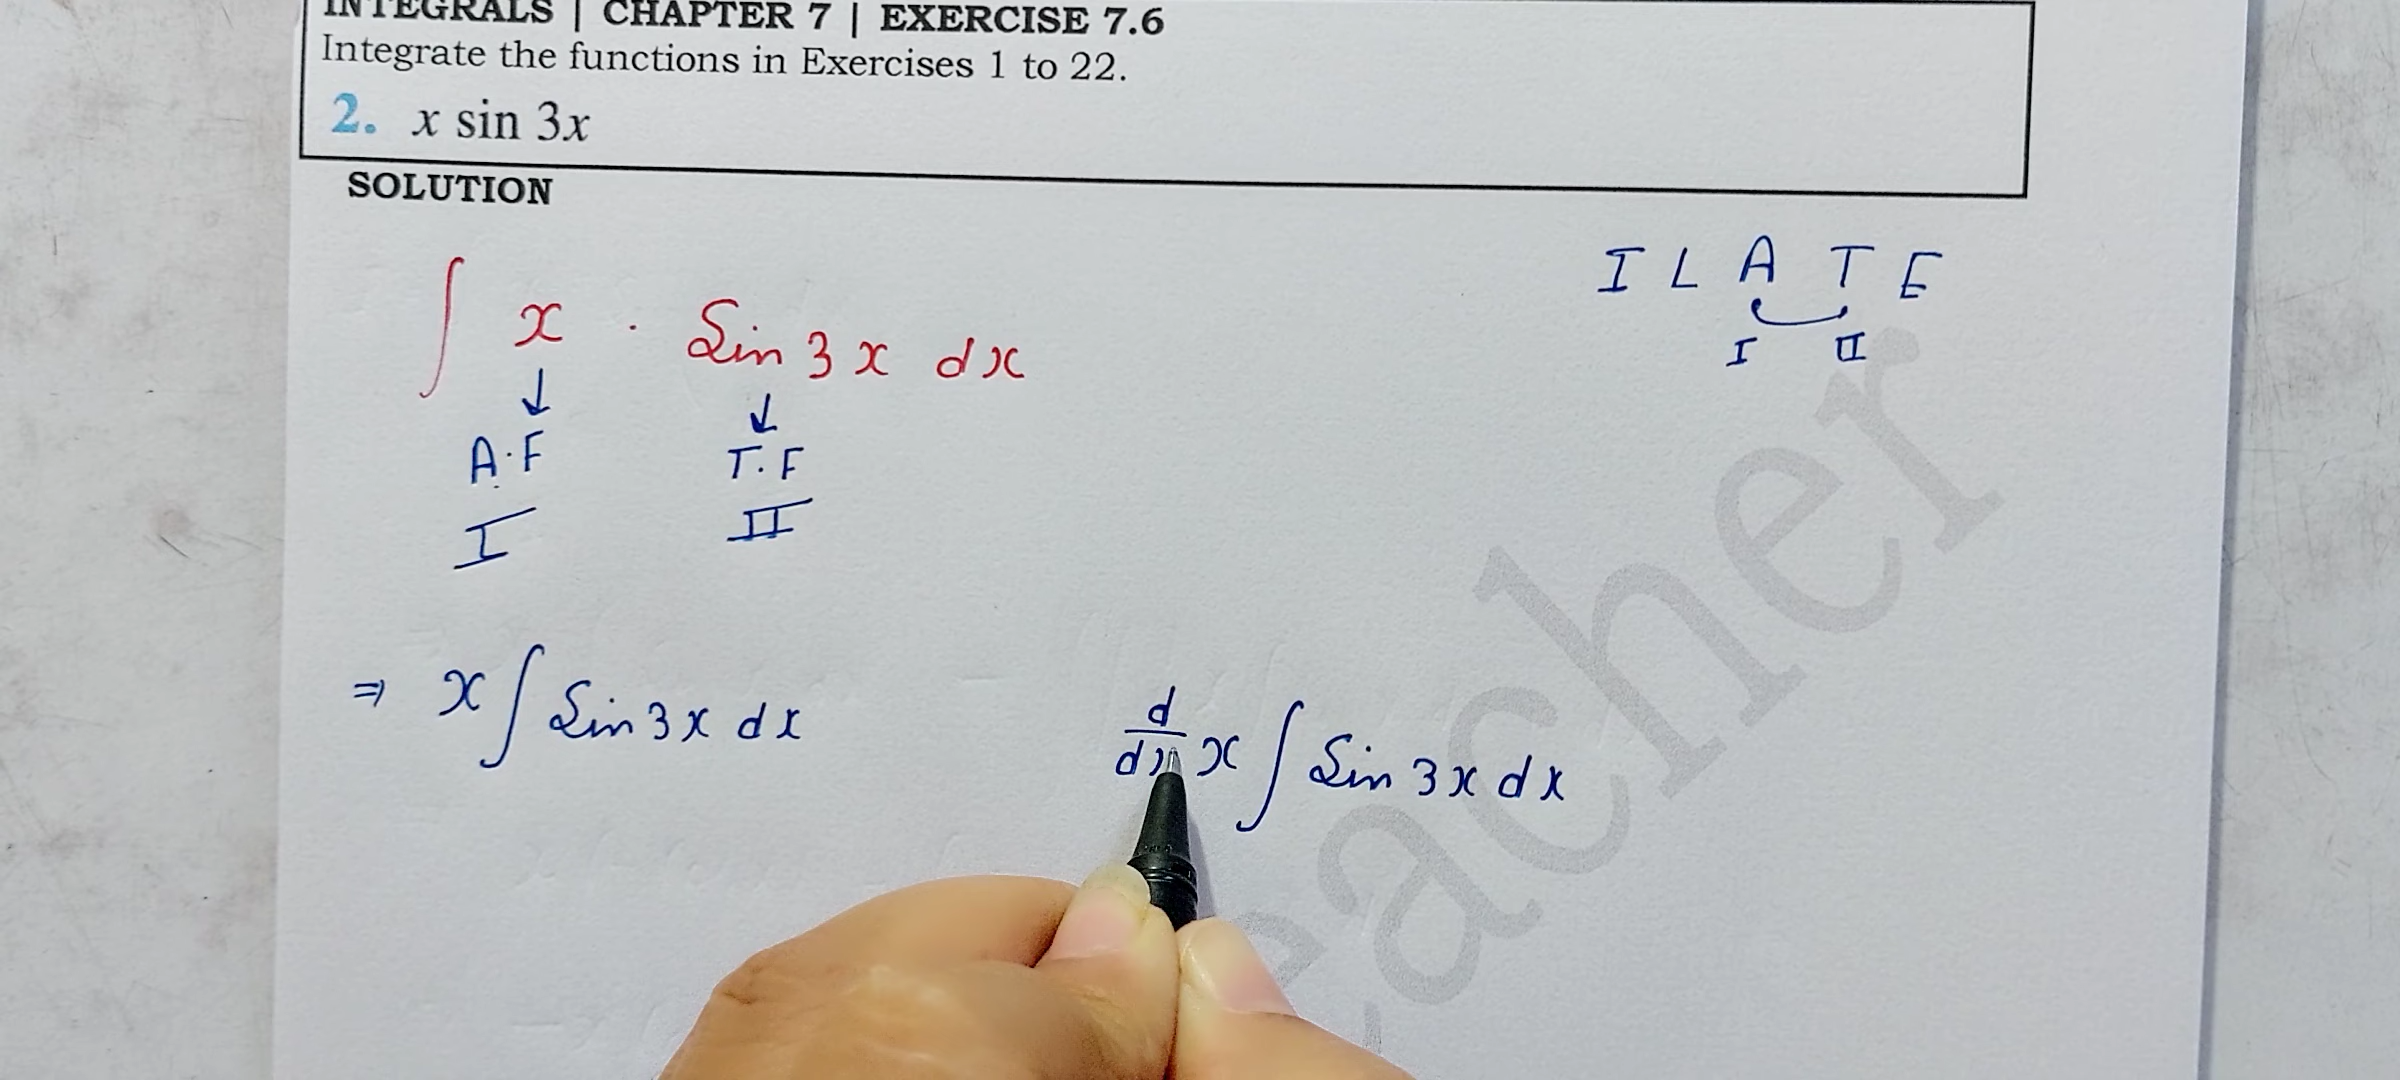 INTEGRALS | CHAPTER 7 | EXERCISE 7.6
Integrate the functions in Exercises 1 to 22.
2. x sin 3x
SOLUTION
I L A T E
I II
∫ x · Sin 3x dx
↓ ↓
A.F T.F
I II
⇒ x ∫ Sin 3x dx d/dx x ∫ Sin 3x dx
eacher